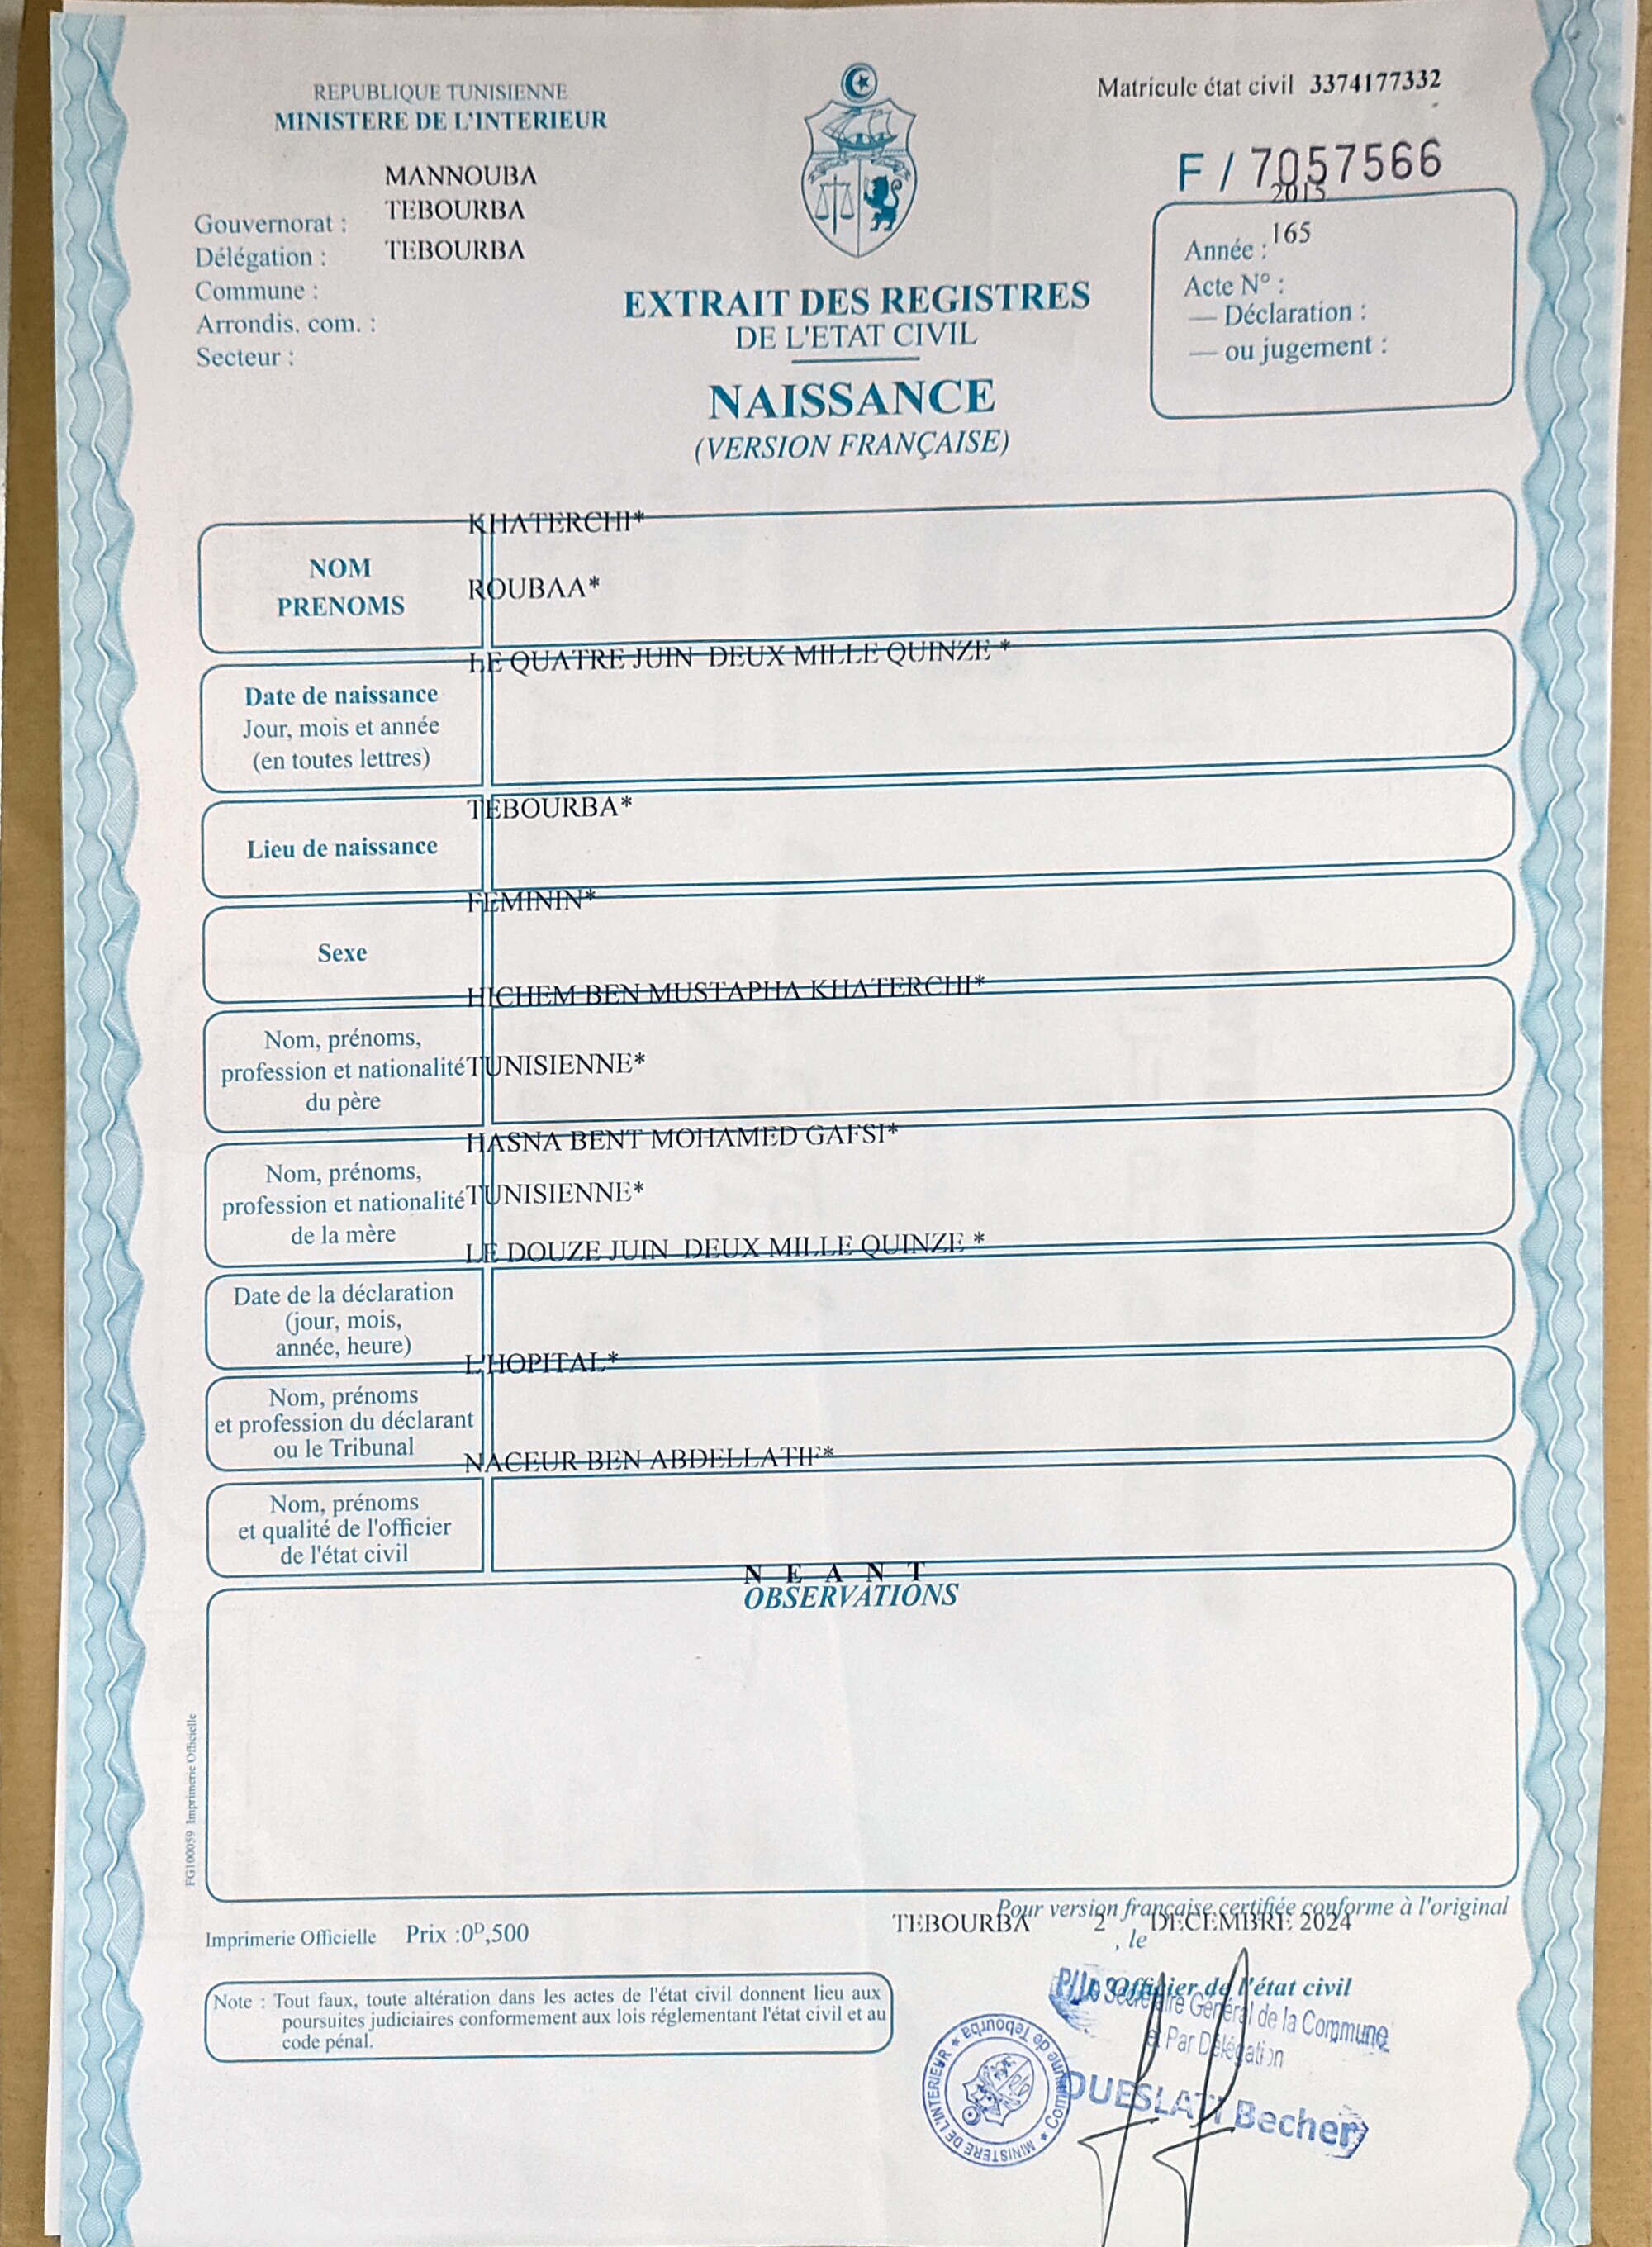 REPUBLIQUE TUNISIENNE
MINISTERE DE L'INTERIEUR
Matricule état civil 3374177332
F / 7057566
MANNOUBA
TEBOURBA
TEBOURBA
Gouvernorat :
Délégation :
Commune :
Arrondis. com. :
Secteur :
2015
165
Année :
Acte N° :
— Déclaration :
— ou jugement :
EXTRAIT DES REGISTRES
DE L'ETAT CIVIL
NAISSANCE
(VERSION FRANÇAISE)
KHATERCHI*
NOM
PRENOMS
ROUBAA*
LE QUATRE JUIN DEUX MILLE QUINZE *
Date de naissance
Jour, mois et année
(en toutes lettres)
TEBOURBA*
Lieu de naissance
FEMININ*
Sexe
HICHEM BEN MUSTAPHA KHATERCHI*
Nom, prénoms,
profession et nationalité TUNISIENNE*
du père
HASNA BENT MOHAMED GAFSI*
Nom, prénoms,
profession et nationalité TUNISIENNE*
de la mère
LE DOUZE JUIN DEUX MILLE QUINZE *
Date de la déclaration
(jour, mois,
année, heure)
L'HOPITAL*
Nom, prénoms
et profession du déclarant
ou le Tribunal
NACEUR BEN ABDELLATIF*
Nom, prénoms
et qualité de l'officier
de l'état civil
N E A N T
OBSERVATIONS
FG100059 Imprimerie Officielle
Pour version française certifiée conforme à l'original
TEBOURBA 2 DECEMBRE 2024
, le
Imprimerie Officielle Prix :0ᴰ,500
L'Officier de l'état civil
Note : Tout faux, toute altération dans les actes de l'état civil donnent lieu aux
poursuites judiciaires conformement aux lois réglementant l'état civil et au
code pénal.
P/Le Secrétaire Général de la Commune
et Par Délégation
OUESLATI Becher
MINISTERE DE L'INTERIEUR ★ Commune de Tebourba ★